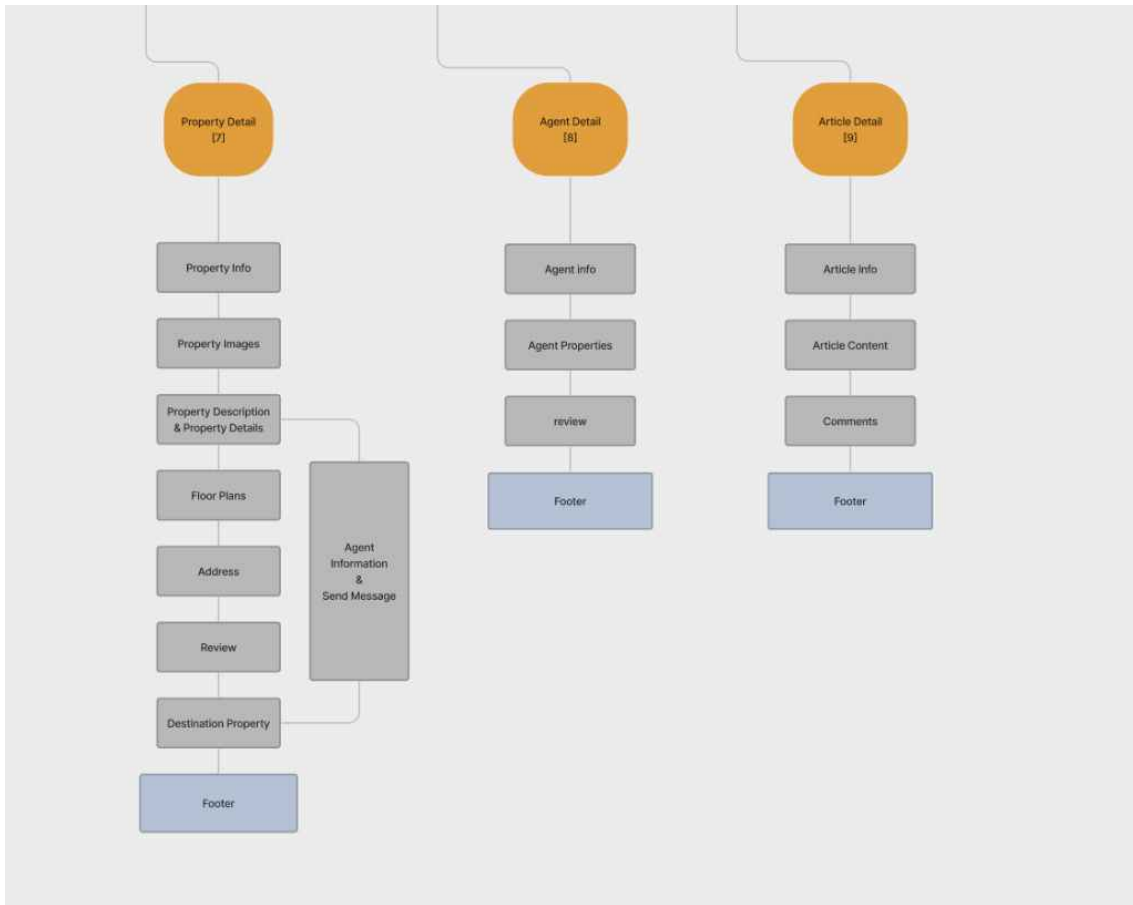 Property Detail
[7]
Property Info
Property Images
Property Description
& Property Details
Floor Plans
Address
Review
Destination Property
Footer
Agent
Information
&
Send Message
Agent Detail
[8]
Agent info
Agent Properties
review
Footer
Article Detail
[9]
Article Info
Article Content
Comments
Footer